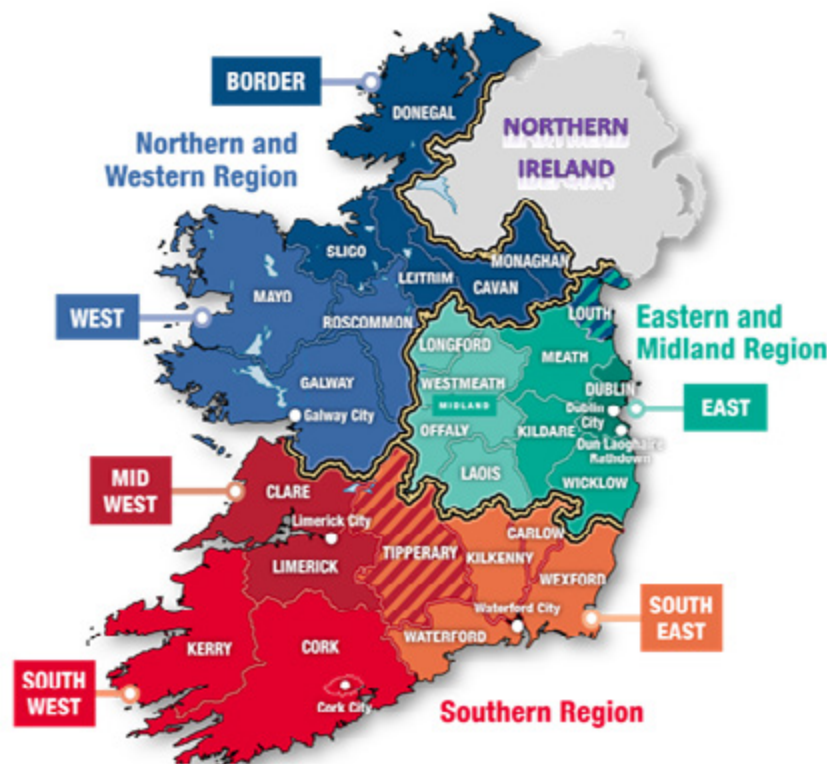 BORDER
DONEGAL
Northern and
Western Region
NORTHERN
IRELAND
SLIGO
MONAGHAN
LEITRIM
CAVAN
MAYO
WEST
ROSCOMMON
LOUTH
Eastern and
Midland Region
LONGFORD
MEATH
GALWAY
WESTMEATH
DUBLIN
MIDLAND
Galway City
Dublin
City
EAST
OFFALY
KILDARE
Dun Laoghaire
Rathdown
LAOIS
WICKLOW
MID
WEST
CLARE
Limerick City
CARLOW
TIPPERARY
KILKENNY
LIMERICK
WEXFORD
Waterford City
SOUTH
EAST
WATERFORD
KERRY
CORK
SOUTH
WEST
Cork City
Southern Region